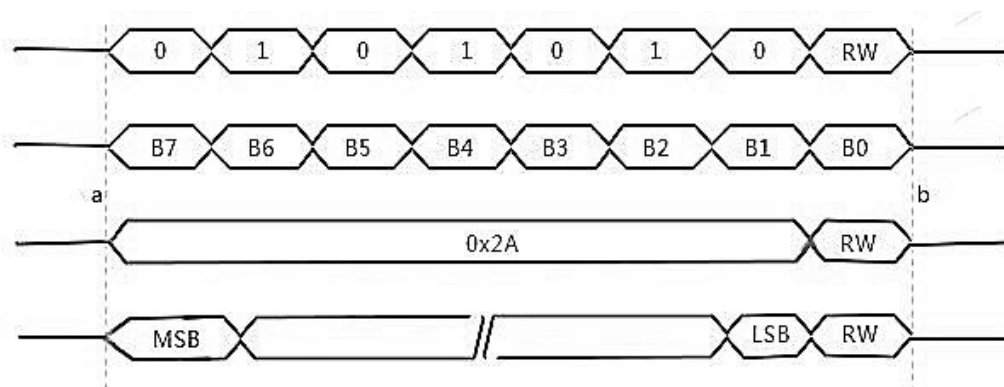 0 1 0 1 0 1 0 RW
B7 B6 B5 B4 B3 B2 B1 B0
a b
0x2A RW
MSB LSB RW